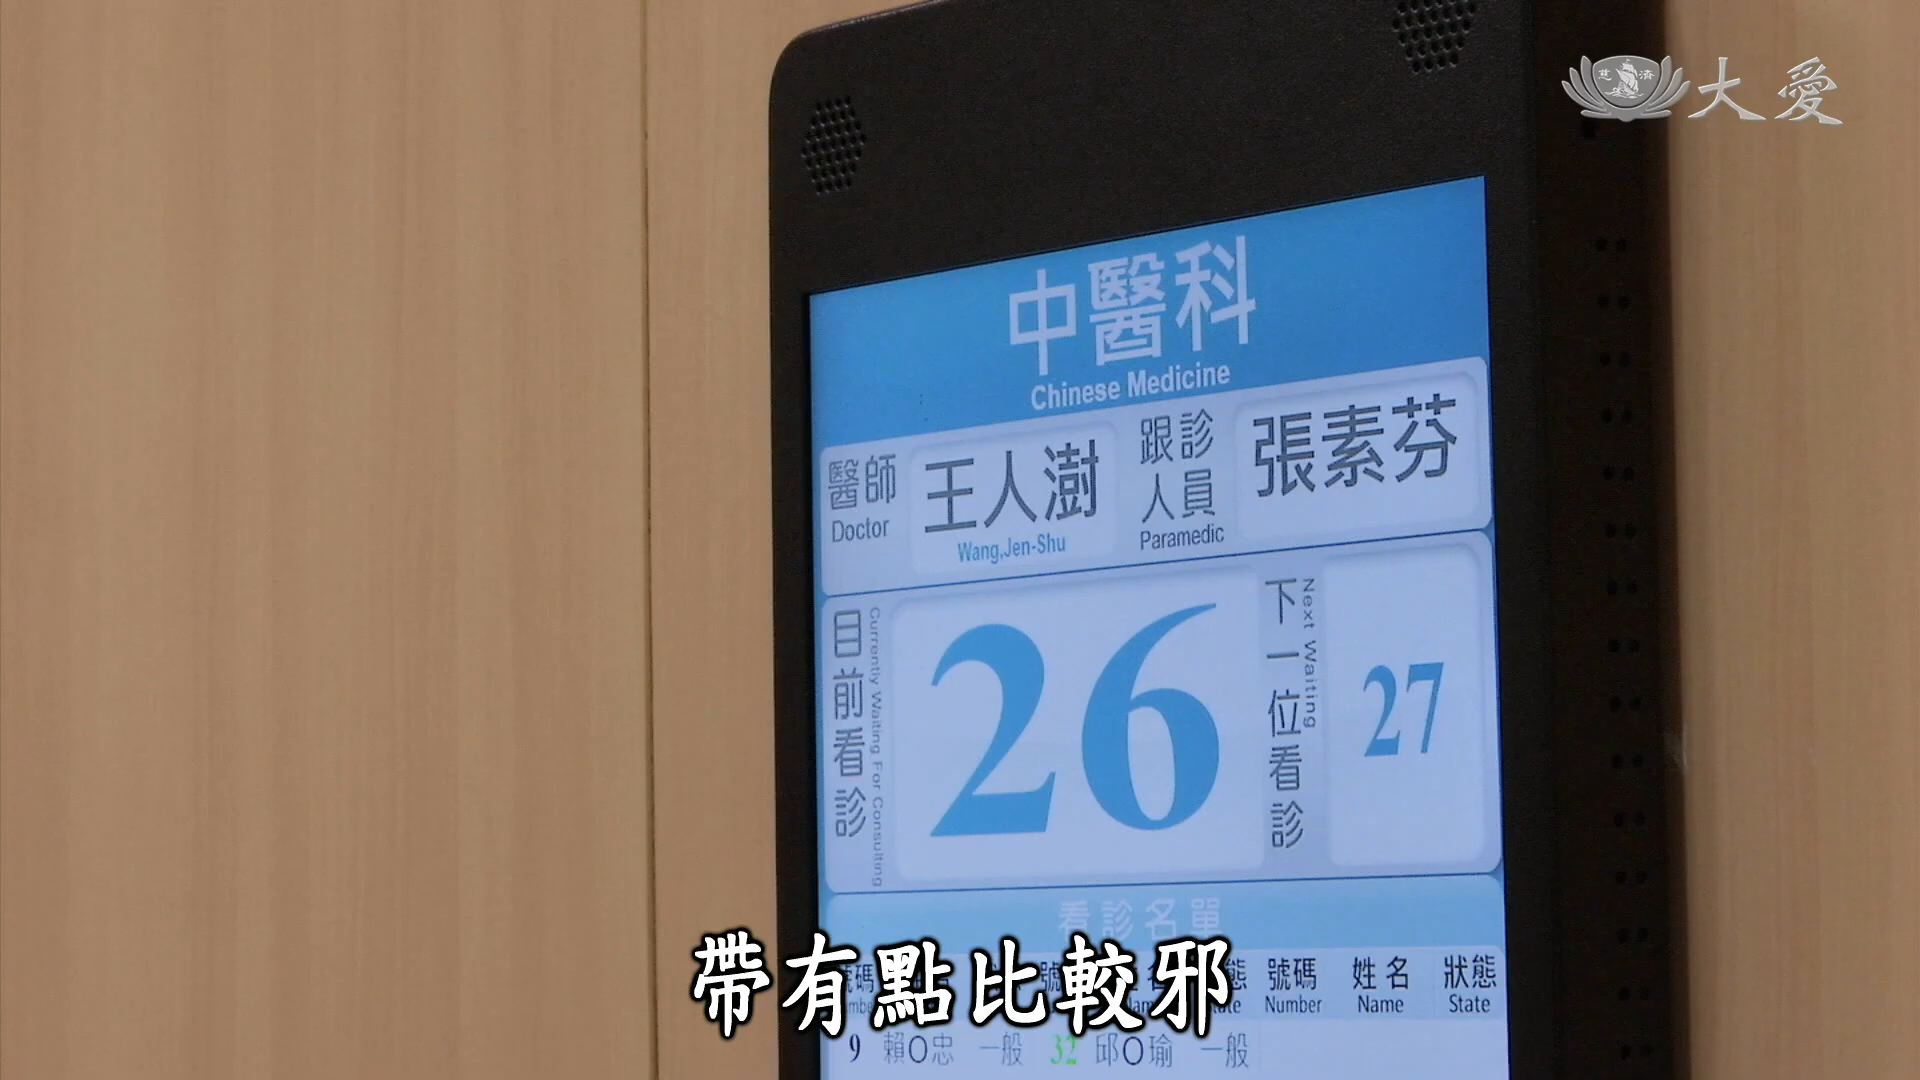 慈濟 大愛
中醫科
Chinese Medicine
醫師 Doctor
王人澍
Wang,Jen-Shu
跟診人員 Paramedic
張素芬
目前看診 Currently Waiting For Consulting
26
下一位看診 Next Waiting
27
看診名單
號碼 姓名 狀態
Number Name State
9 賴O忠 一般 32 邱O瑜 一般
帶有點比較邪